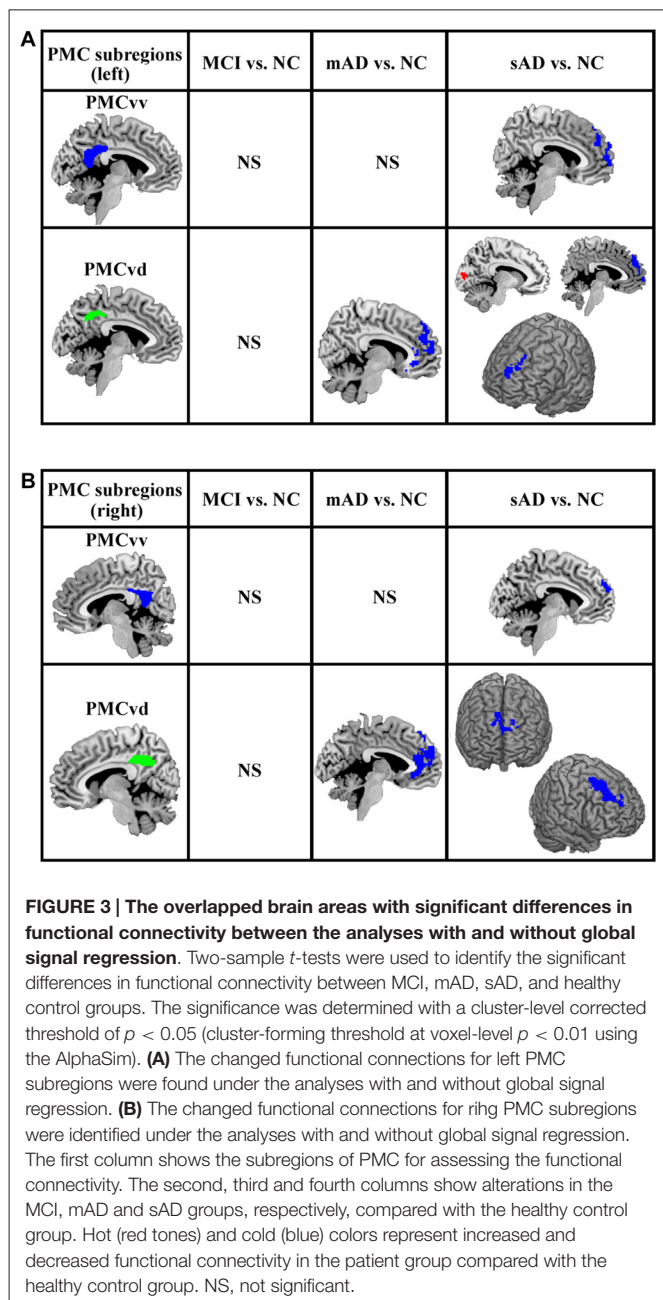 A
PMC subregions (left) MCI vs. NC mAD vs. NC sAD vs. NC
PMCvv
NS NS
PMCvd
NS
B
PMC subregions (right) MCI vs. NC mAD vs. NC sAD vs. NC
PMCvv
NS NS
PMCvd
NS
FIGURE 3 | The overlapped brain areas with significant differences in
functional connectivity between the analyses with and without global
signal regression. Two-sample t-tests were used to identify the significant
differences in functional connectivity between MCI, mAD, sAD, and healthy
control groups. The significance was determined with a cluster-level corrected
threshold of p < 0.05 (cluster-forming threshold at voxel-level p < 0.01 using
the AlphaSim). (A) The changed functional connections for left PMC
subregions were found under the analyses with and without global signal
regression. (B) The changed functional connections for rihg PMC subregions
were identified under the analyses with and without global signal regression.
The first column shows the subregions of PMC for assessing the functional
connectivity. The second, third and fourth columns show alterations in the
MCI, mAD and sAD groups, respectively, compared with the healthy control
group. Hot (red tones) and cold (blue) colors represent increased and
decreased functional connectivity in the patient group compared with the
healthy control group. NS, not significant.